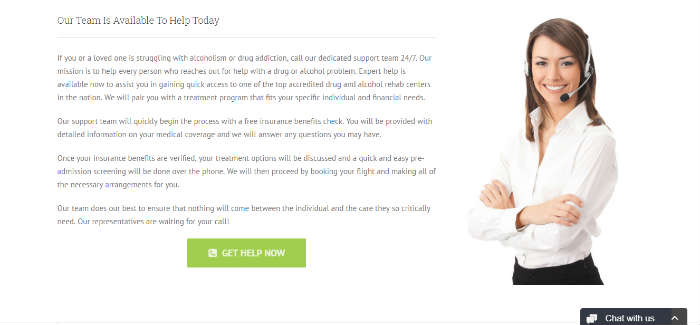 Our Team Is Available To Help Today
If you or a loved one is struggling with alcoholism or drug addiction, call our dedicated support team 24/7. Our
mission is to help every person who reaches out for help with a drug or alcohol problem. Expert help is
available now to assist you in gaining quick access to one of the top accredited drug and alcohol rehab centers
in the nation. We will pair you with a treatment program that fits your specific individual and financial needs.
Our support team will quickly begin the process with a free insurance benefits check. You will be provided with
detailed information on your medical coverage and we will answer any questions you may have.
Once your insurance benefits are verified, your treatment options will be discussed and a quick and easy pre-
admission screening will be done over the phone. We will then proceed by booking your flight and making all of
the necessary arrangements for you.
Our team does our best to ensure that nothing will come between the individual and the care they so critically
need. Our representatives are waiting for your call!
GET HELP NOW
Chat with us